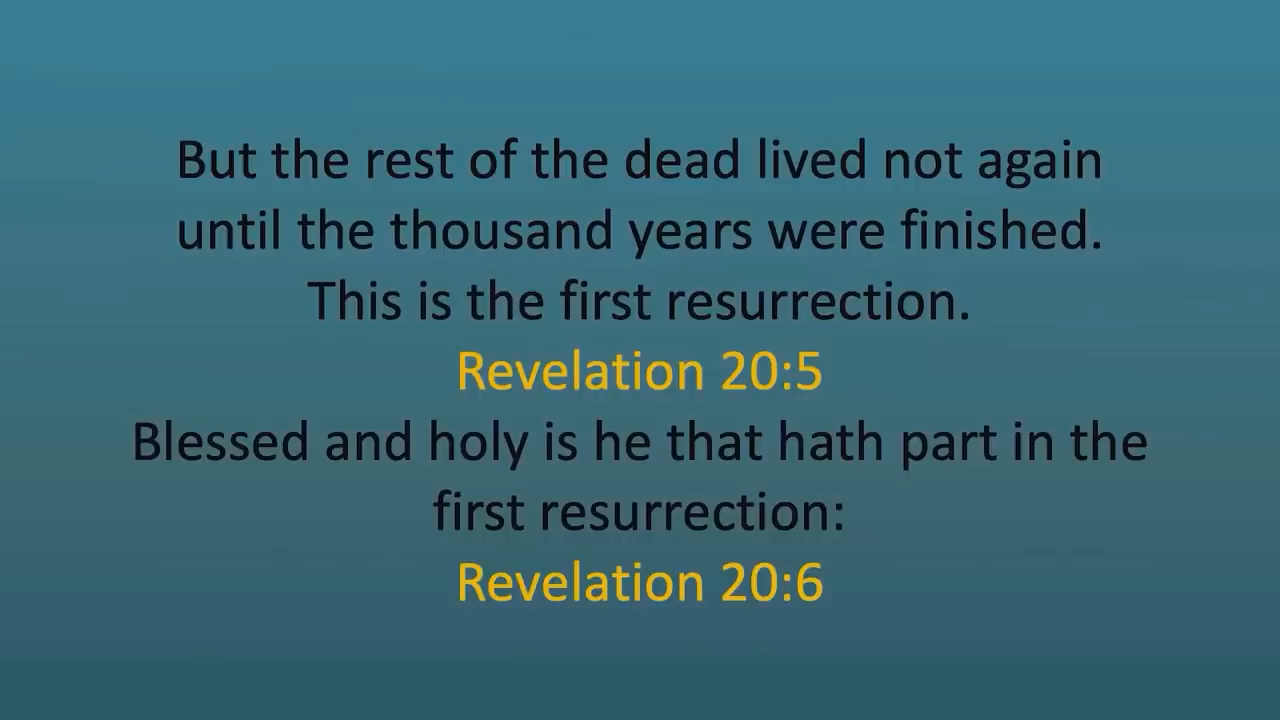 But the rest of the dead lived not again
until the thousand years were finished.
This is the first resurrection.
Revelation 20:5
Blessed and holy is he that hath part in the
first resurrection:
Revelation 20:6